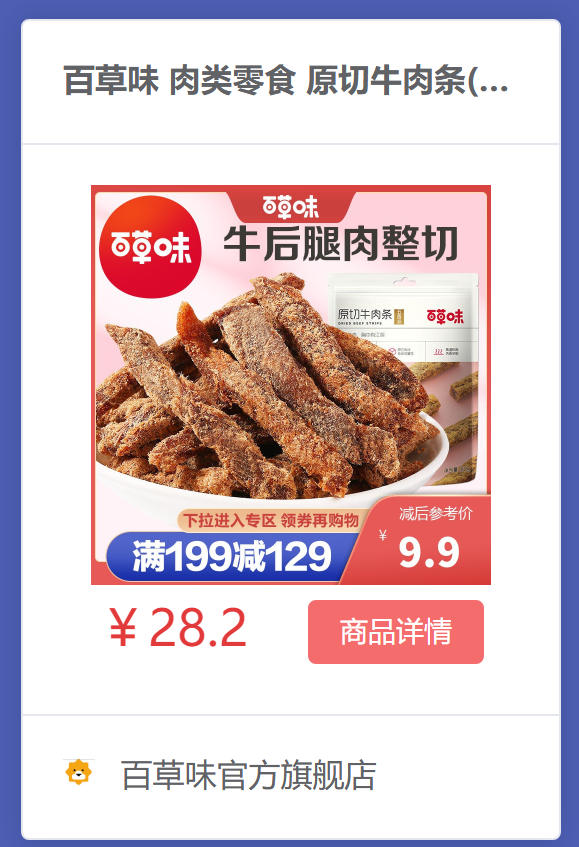 百草味 肉类零食 原切牛肉条(...
百草味
百草味
牛后腿肉整切
原切牛肉条
DRIED BEEF STRIPS
百草味
下拉进入专区 领券再购物
满199减129
减后参考价
¥ 9.9
¥ 28.2
商品详情
百草味官方旗舰店